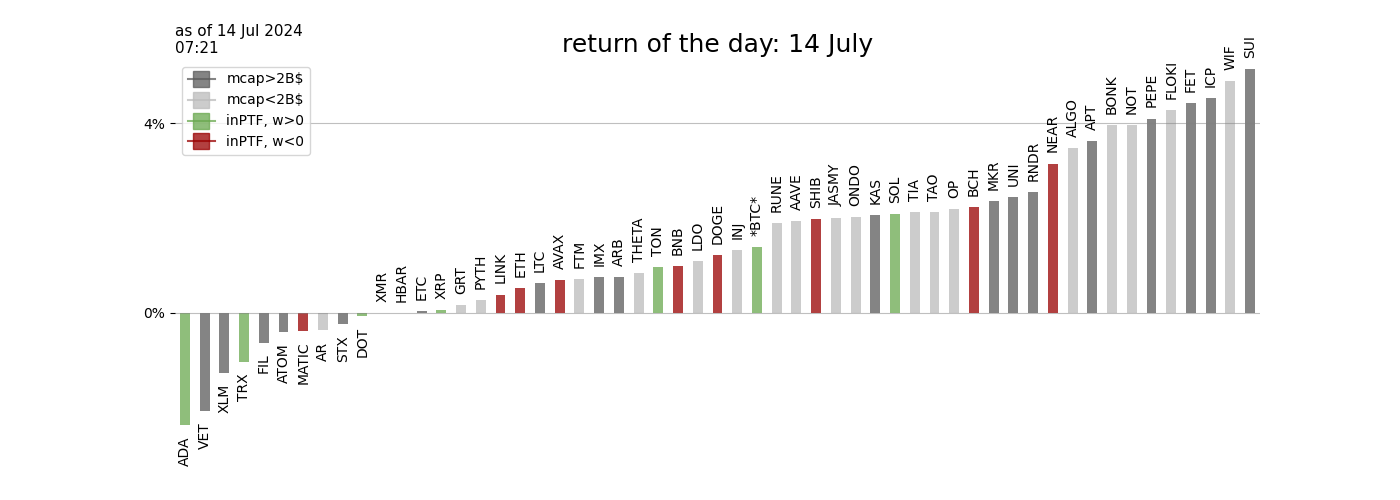 as of 14 Jul 2024
07:21
return of the day: 14 July
mcap>2B$
mcap<2B$
inPTF, w>0
inPTF, w<0
4%
0%
ADA
VET
XLM
TRX
FIL
ATOM
MATIC
AR
STX
DOT
XMR
HBAR
ETC
XRP
GRT
PYTH
LINK
ETH
LTC
AVAX
FTM
IMX
ARB
THETA
TON
BNB
LDO
DOGE
INJ
*BTC*
RUNE
AAVE
SHIB
JASMY
ONDO
KAS
SOL
TIA
TAO
OP
BCH
MKR
UNI
RNDR
NEAR
ALGO
APT
BONK
NOT
PEPE
FLOKI
FET
ICP
WIF
SUI